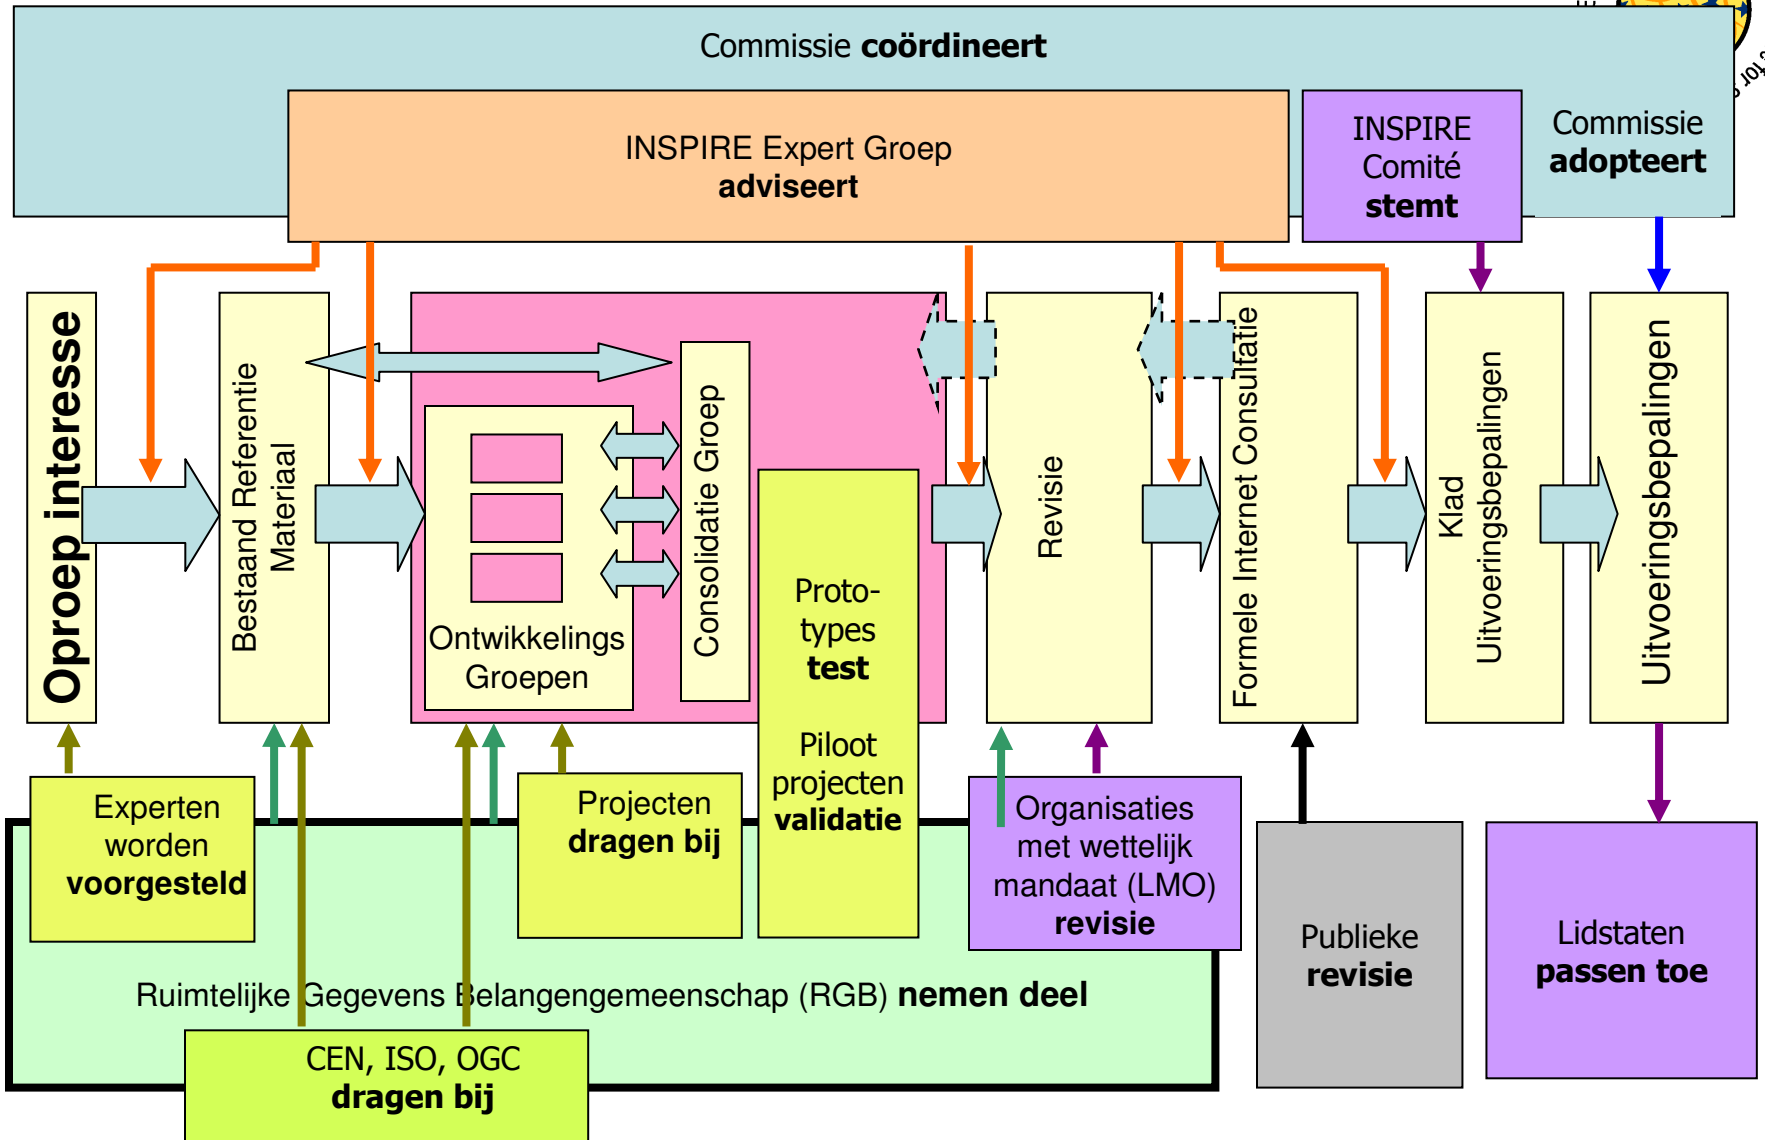 Commissie coördineert
INSPIRE Expert Groep
adviseert
INSPIRE
Comité
stemt
Commissie
adopteert
Oproep interesse
Bestaand Referentie
Materiaal
Ontwikkelings
Groepen
Consolidatie Groep
Proto-
types
test
Piloot
projecten
validatie
Revisie
Formele Internet Consultatie
Klad
Uitvoeringsbepalingen
Uitvoeringsbepalingen
Experten
worden
voorgesteld
Projecten
dragen bij
Organisaties
met wettelijk
mandaat (LMO)
revisie
Publieke
revisie
Lidstaten
passen toe
Ruimtelijke Gegevens Belangengemeenschap (RGB) nemen deel
CEN, ISO, OGC
dragen bij